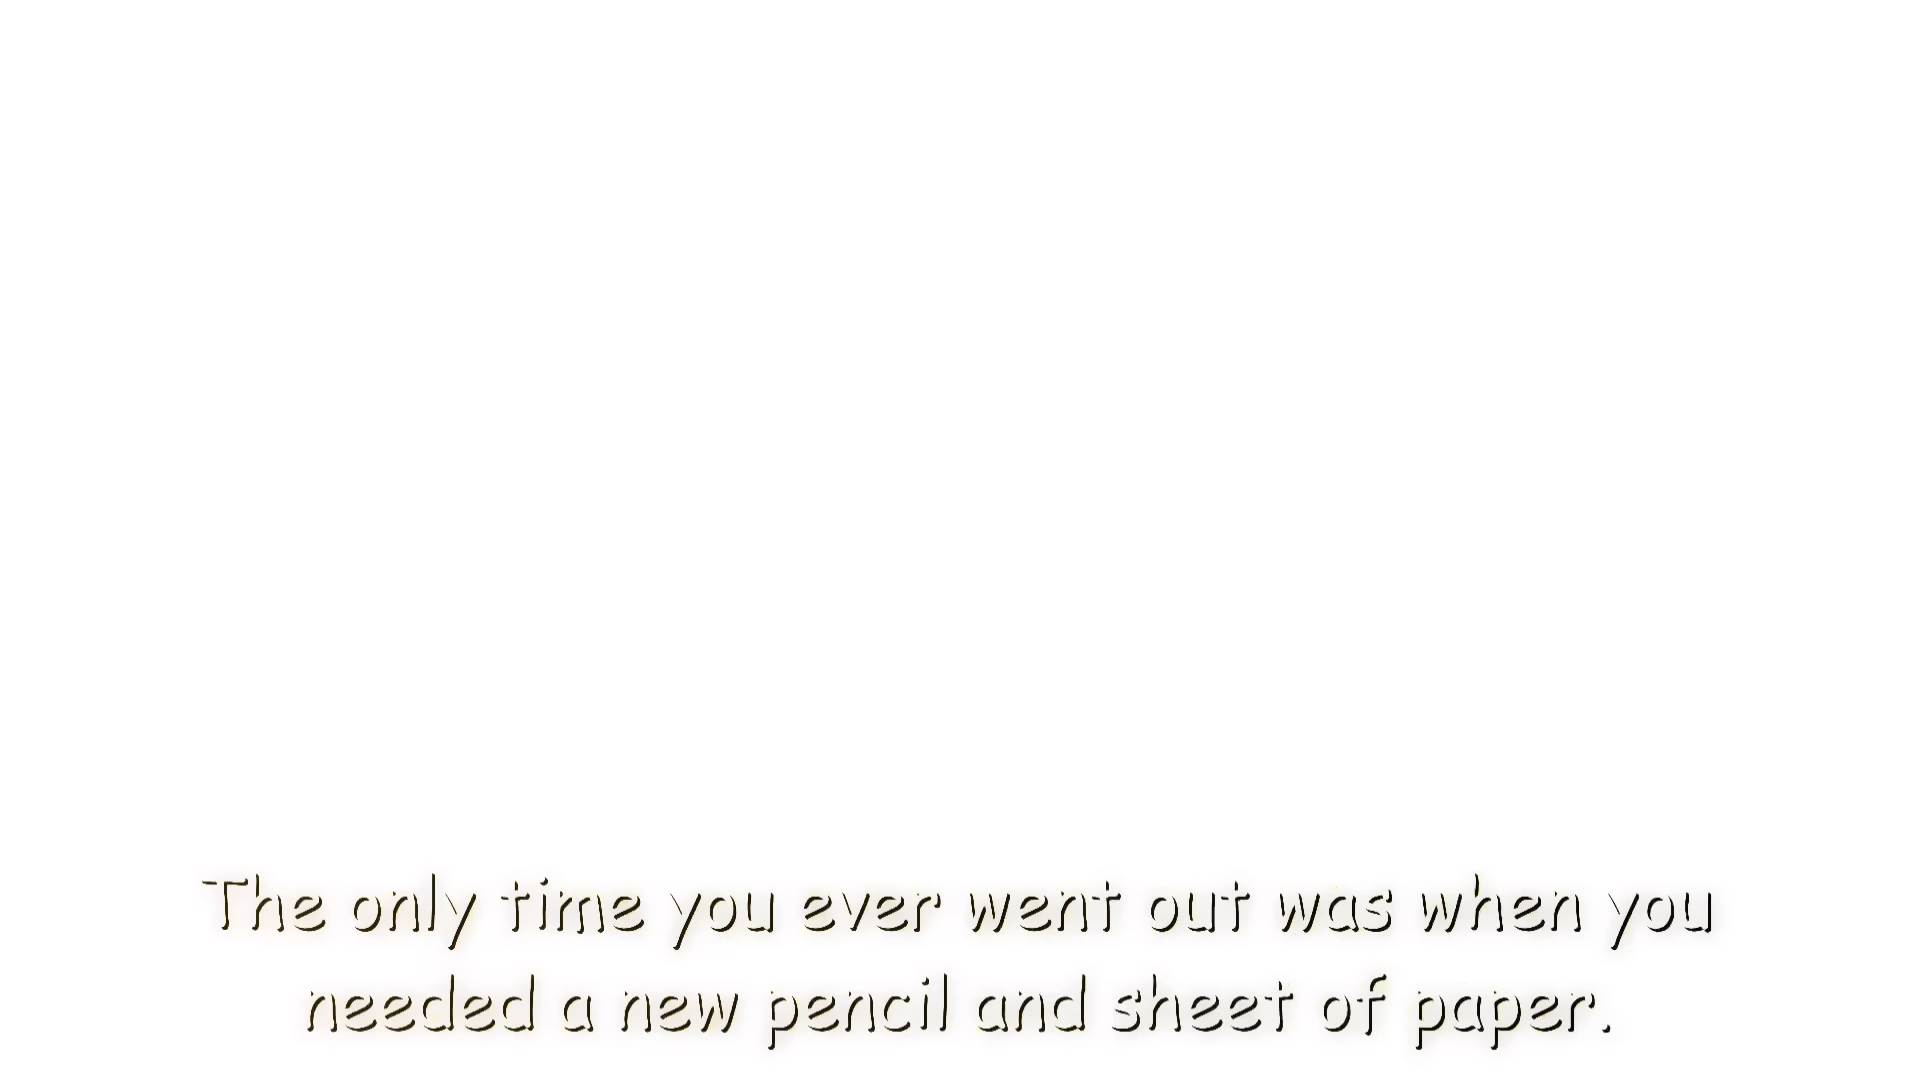 The only time you ever went out was when you
needed a new pencil and sheet of paper.